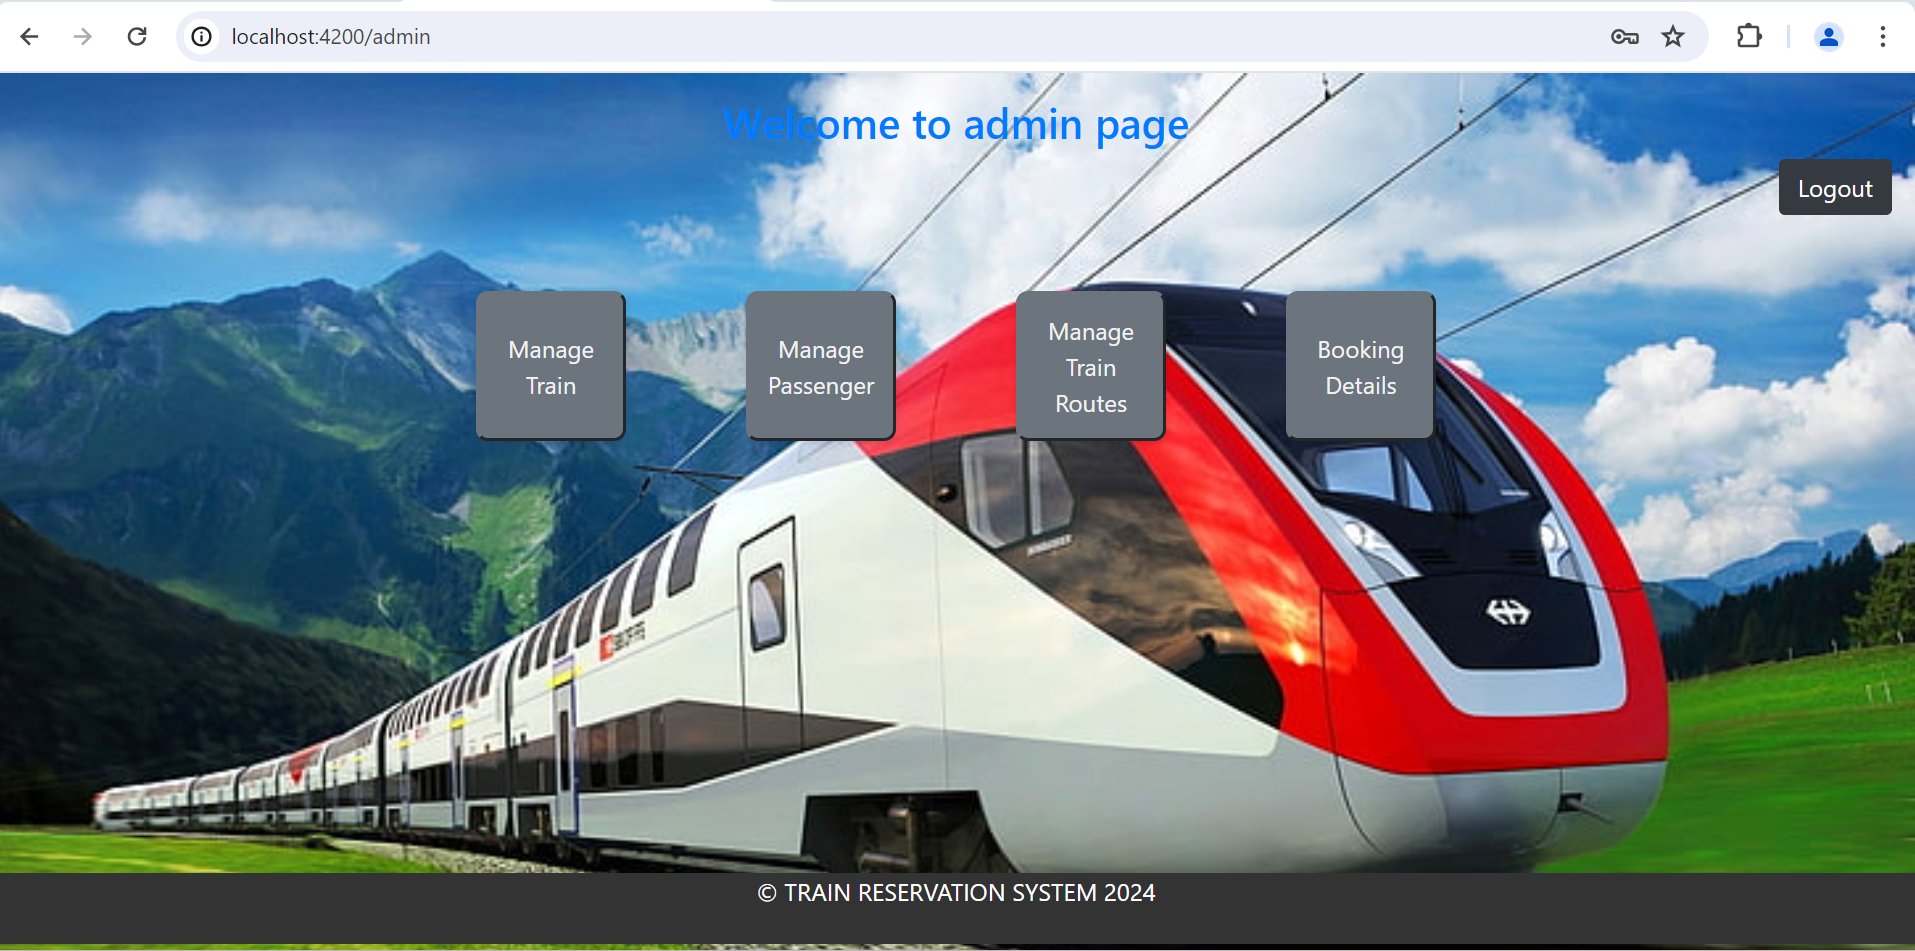 localhost:4200/admin
Welcome to admin page
Logout
Manage
Train
Manage
Passenger
Manage
Train
Routes
Booking
Details
© TRAIN RESERVATION SYSTEM 2024